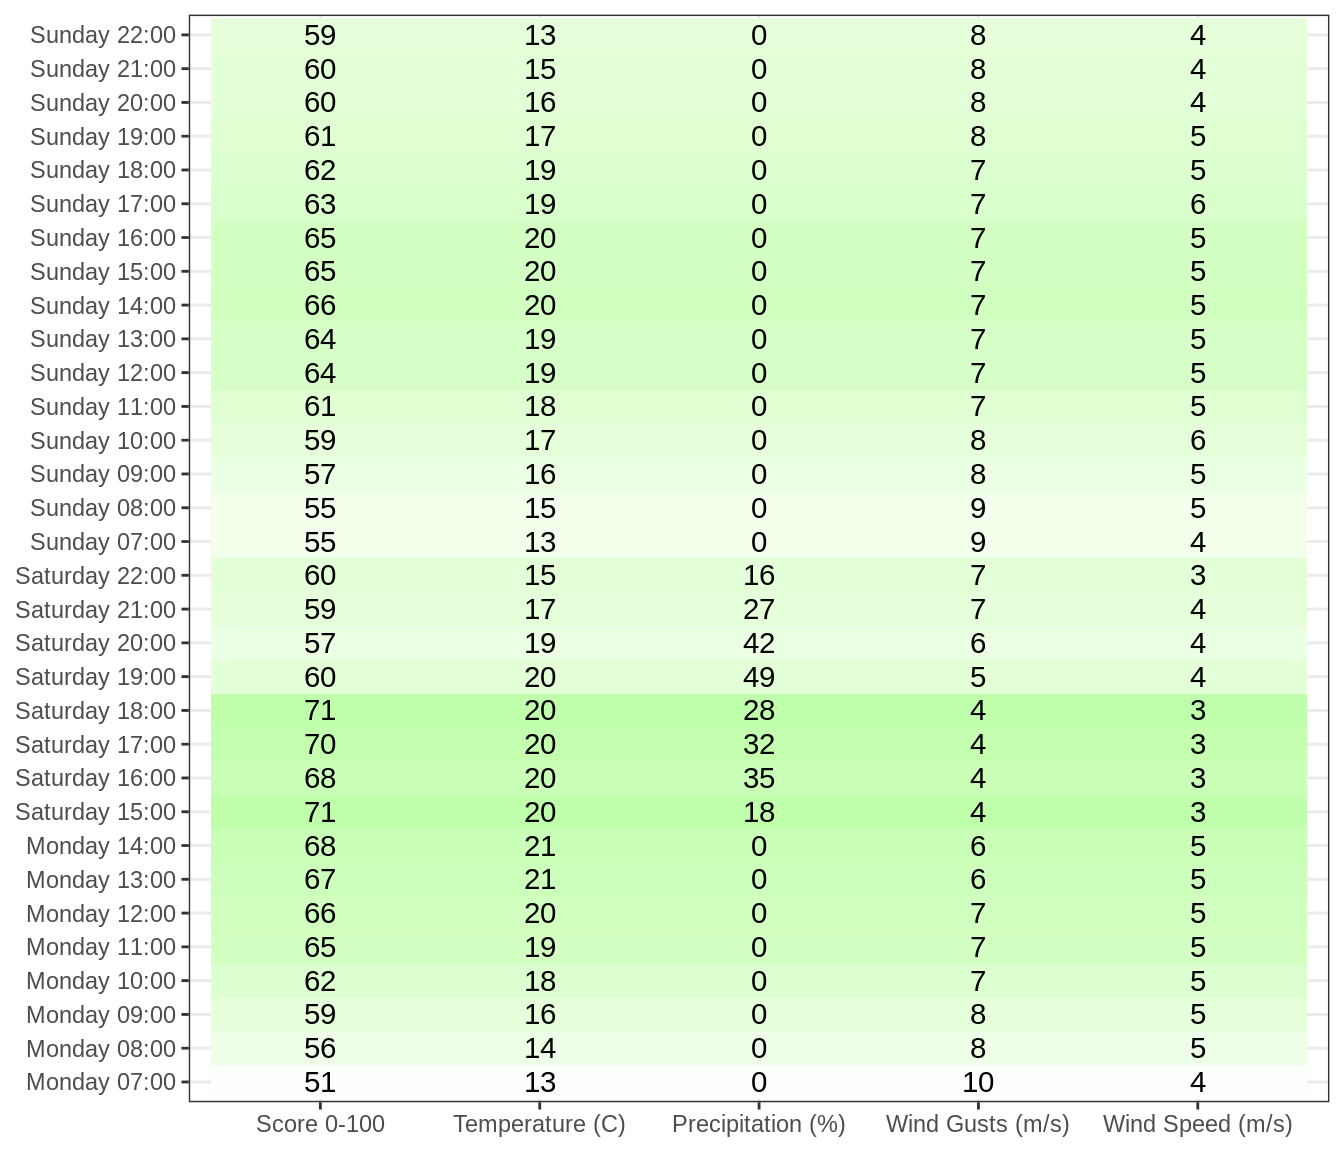 Sunday 22:00 59 13 0 8 4
Sunday 21:00 60 15 0 8 4
Sunday 20:00 60 16 0 8 4
Sunday 19:00 61 17 0 8 5
Sunday 18:00 62 19 0 7 5
Sunday 17:00 63 19 0 7 6
Sunday 16:00 65 20 0 7 5
Sunday 15:00 65 20 0 7 5
Sunday 14:00 66 20 0 7 5
Sunday 13:00 64 19 0 7 5
Sunday 12:00 64 19 0 7 5
Sunday 11:00 61 18 0 7 5
Sunday 10:00 59 17 0 8 6
Sunday 09:00 57 16 0 8 5
Sunday 08:00 55 15 0 9 5
Sunday 07:00 55 13 0 9 4
Saturday 22:00 60 15 16 7 3
Saturday 21:00 59 17 27 7 4
Saturday 20:00 57 19 42 6 4
Saturday 19:00 60 20 49 5 4
Saturday 18:00 71 20 28 4 3
Saturday 17:00 70 20 32 4 3
Saturday 16:00 68 20 35 4 3
Saturday 15:00 71 20 18 4 3
Monday 14:00 68 21 0 6 5
Monday 13:00 67 21 0 6 5
Monday 12:00 66 20 0 7 5
Monday 11:00 65 19 0 7 5
Monday 10:00 62 18 0 7 5
Monday 09:00 59 16 0 8 5
Monday 08:00 56 14 0 8 5
Monday 07:00 51 13 0 10 4
Score 0-100 Temperature (C) Precipitation (%) Wind Gusts (m/s) Wind Speed (m/s)